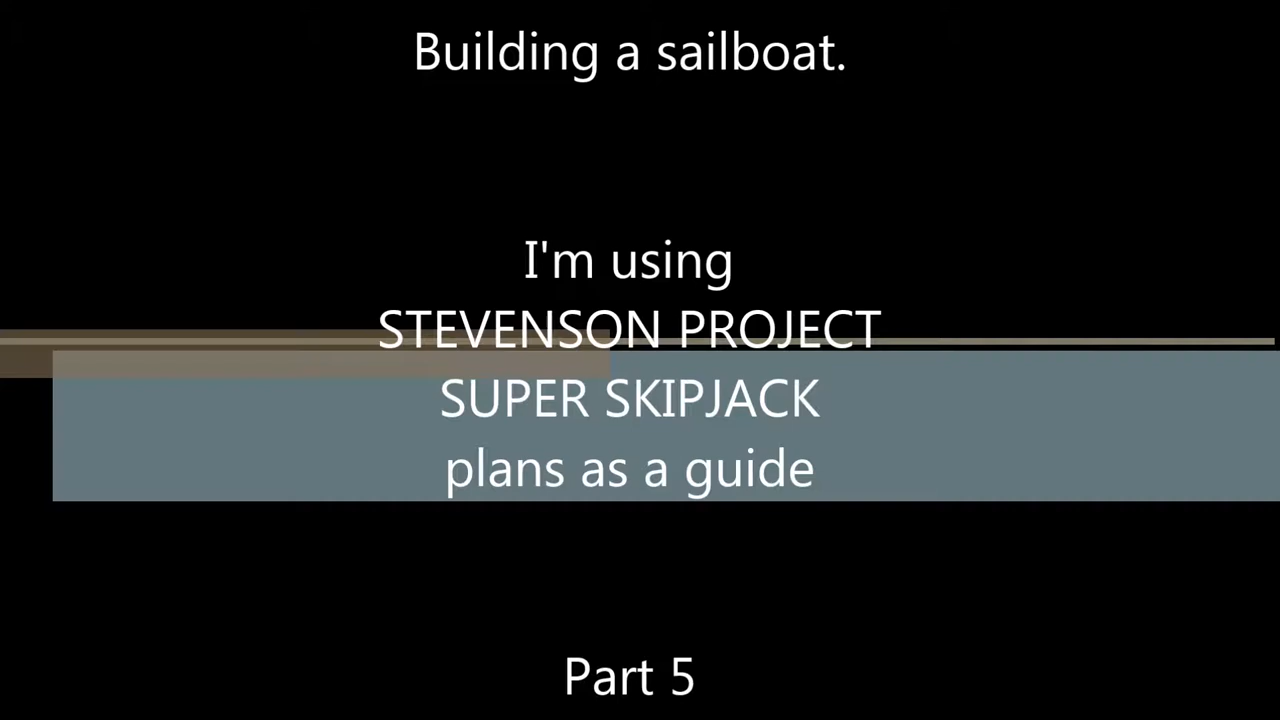 Building a sailboat.
I'm using
STEVENSON PROJECT
SUPER SKIPJACK
plans as a guide
Part 5